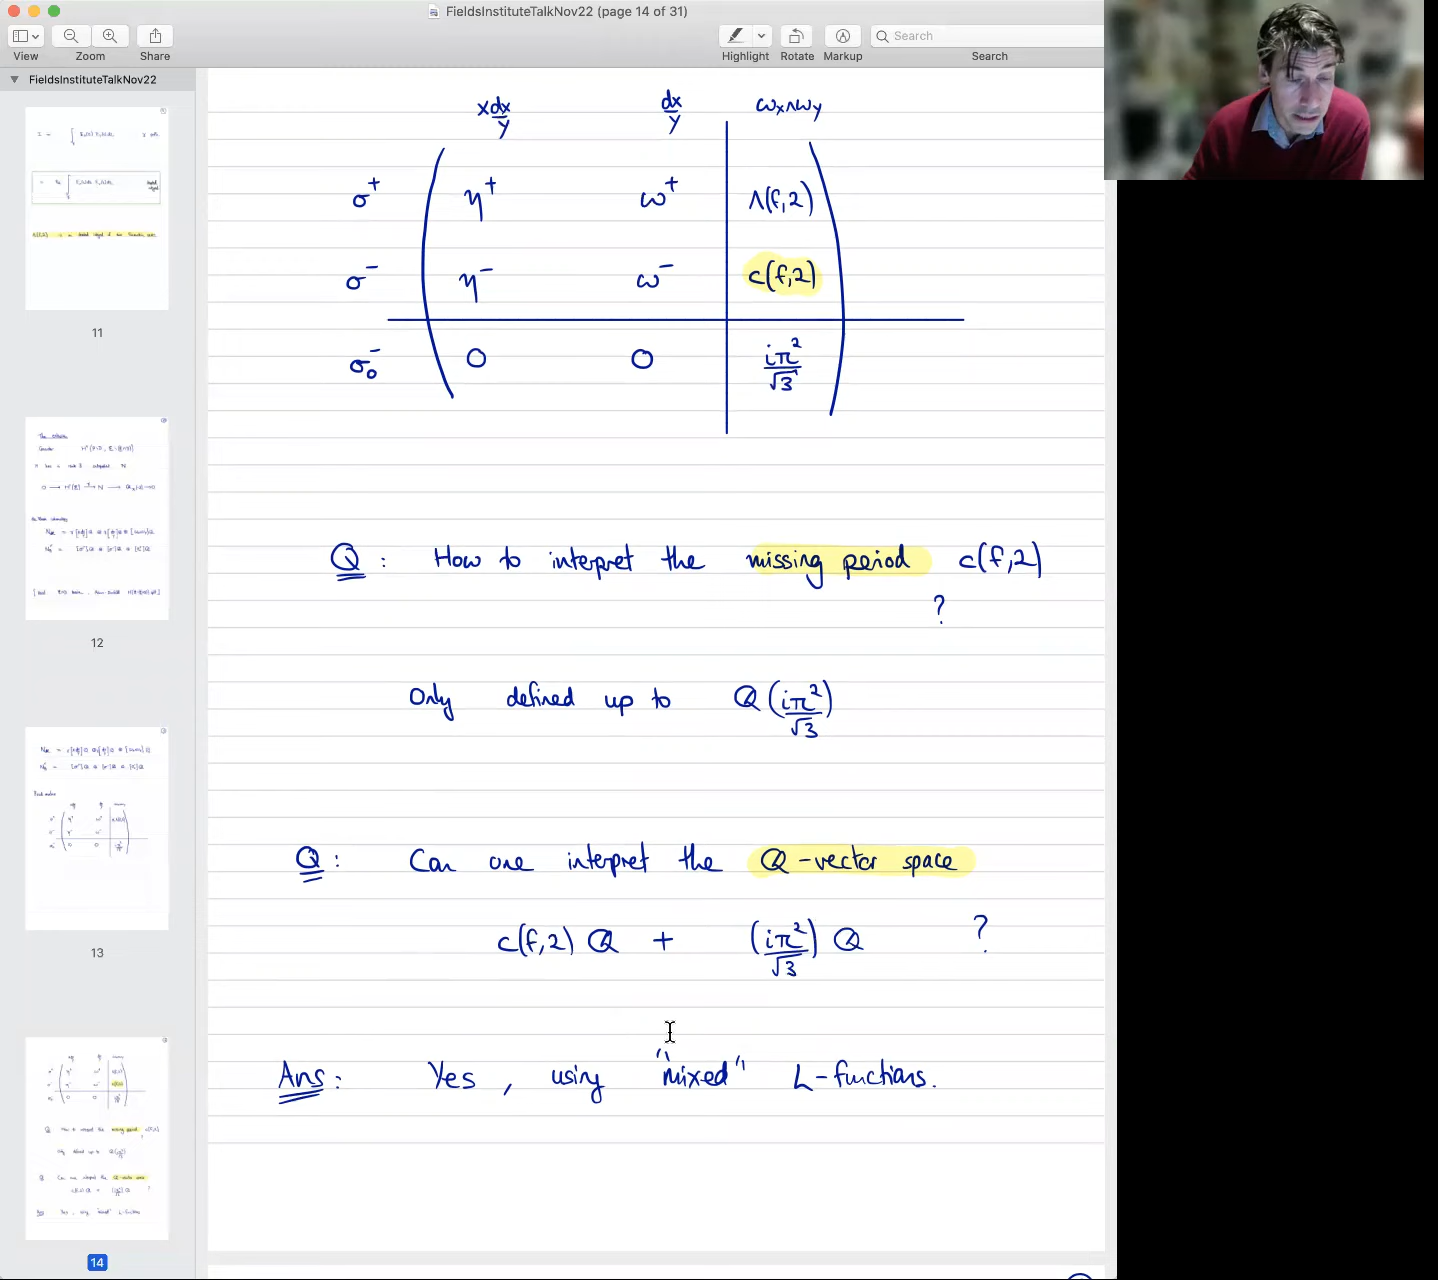 FieldsInstituteTalkNov22 (page 14 of 31)
View Zoom Share Highlight Rotate Markup Search
Search
FieldsInstituteTalkNov22
11
12
13
14
x dx/y dx/y ωx∧ωy
σ⁺ η⁺ ω⁺ Λ(f,2)
σ⁻ η⁻ ω⁻ c(f,2)
σ₀⁻ 0 0 iπ²/√3
Q : How to interpret the missing period c(f,2)
?
Only defined up to Q(iπ²/√3)
Q : Can one interpret the Q-vector space
c(f,2) Q + (iπ²/√3) Q ?
Ans : Yes, using "mixed" L-functions.